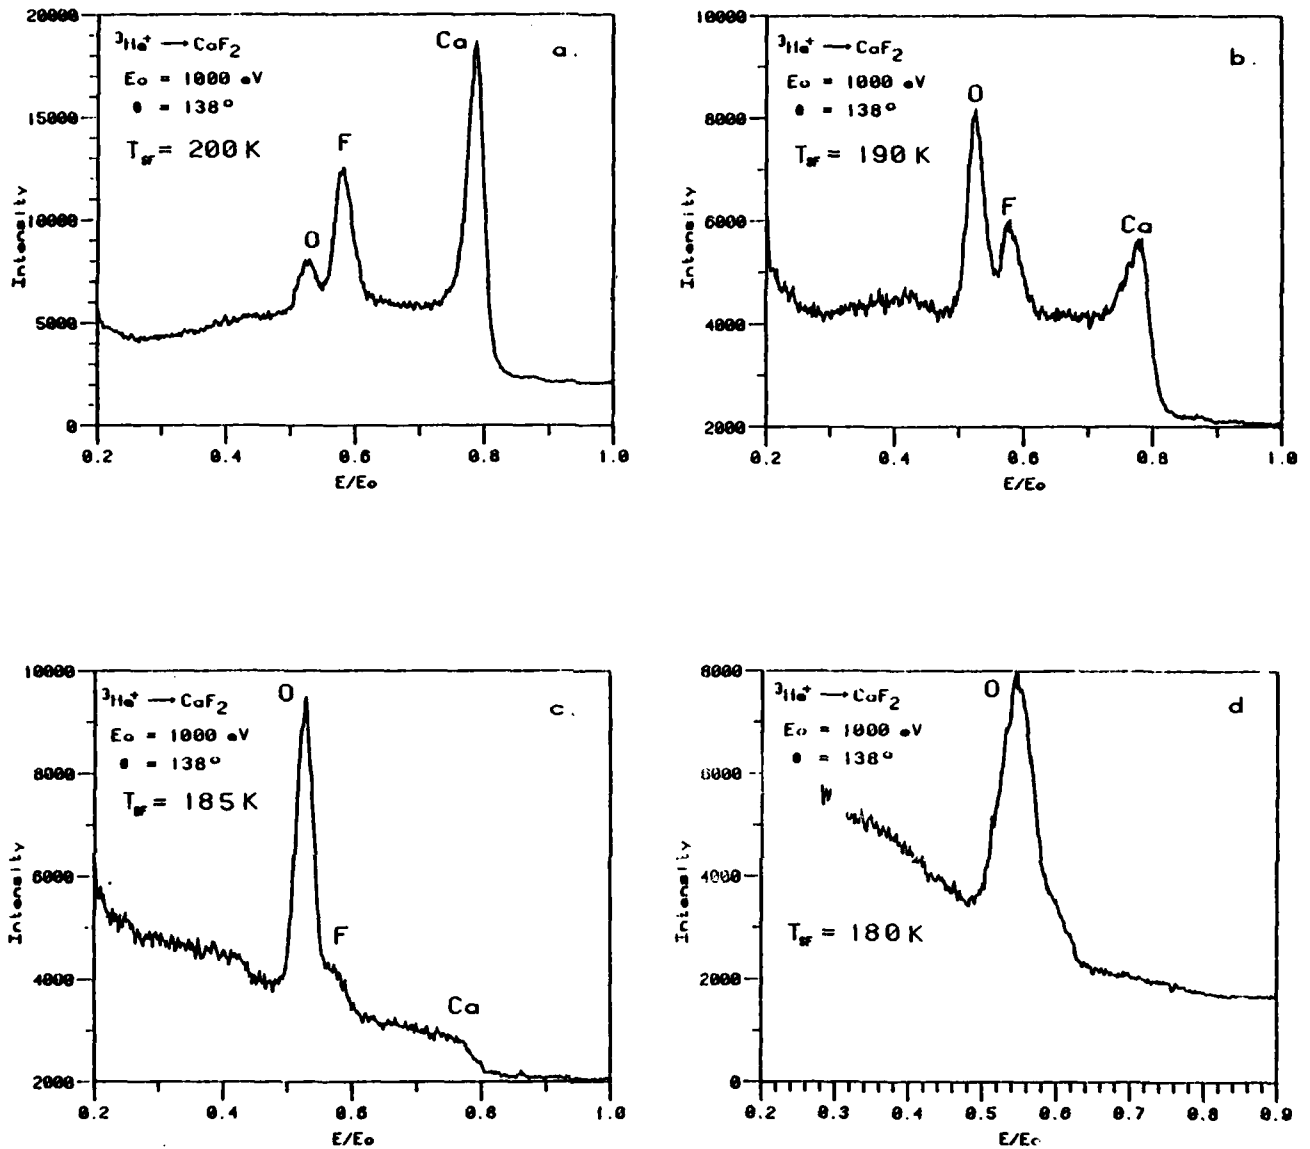 ³He⁺ → CaF₂
Eo = 1000 eV
θ = 138°
T_SF = 200 K
a.
O
F
Ca
20000
15000
10000
5000
0
Intensity
0.2 0.4 0.6 0.8 1.0
E/Eo
³He⁺ → CaF₂
Eo = 1000 eV
θ = 138°
T_SF = 190 K
b.
O
F
Ca
10000
8000
6000
4000
2000
Intensity
0.2 0.4 0.6 0.8 1.0
E/Eo
³He⁺ → CaF₂
Eo = 1000 eV
θ = 138°
T_SF = 185 K
c.
O
F
Ca
10000
8000
6000
4000
2000
Intensity
0.2 0.4 0.6 0.8 1.0
E/Eo
³He⁺ → CaF₂
Eo = 1000 eV
θ = 138°
T_SF = 180 K
d
O
8000
6000
4000
2000
0
Intensity
0.2 0.3 0.4 0.5 0.6 0.7 0.8 0.9
E/Eo